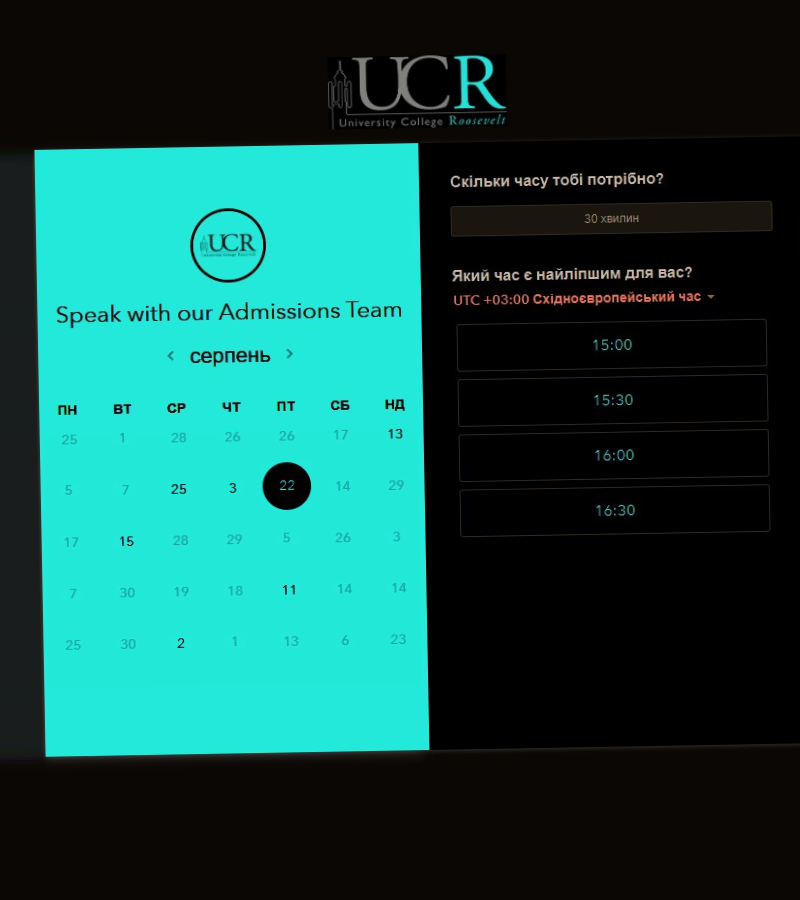 UCR
University College Roosevelt
UCR
University College Roosevelt
Speak with our Admissions Team
серпень
ПН ВТ СР ЧТ ПТ СБ НД
25 1 28 26 26 17 13
5 7 25 3 22 14 29
17 15 28 29 5 26 3
7 30 19 18 11 14 14
25 30 2 1 13 6 23
Скільки часу тобі потрібно?
30 хвилин
Який час є найліпшим для вас?
UTC +03:00 Східноєвропейський час
15:00
15:30
16:00
16:30